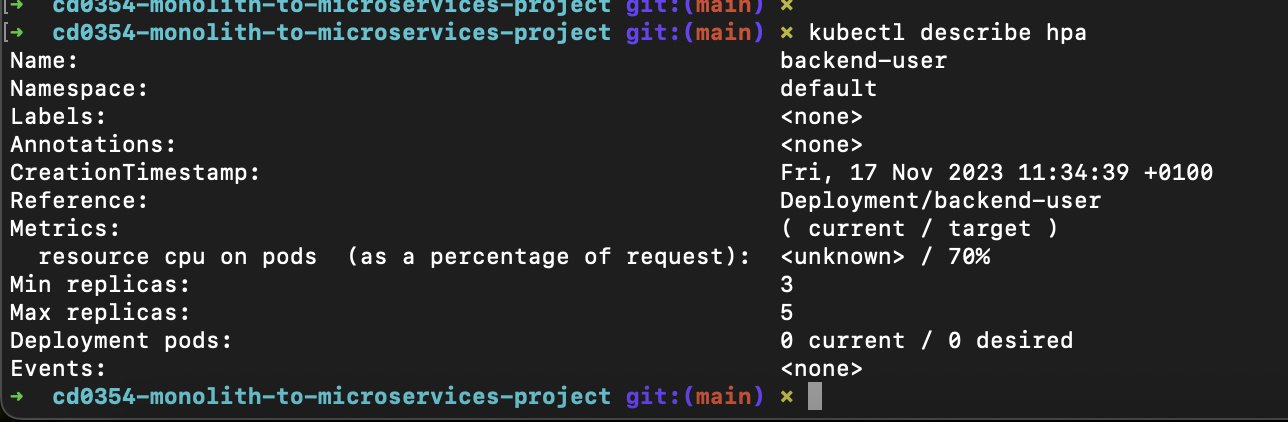 ➜ cd0354-monolith-to-microservices-project git:(main) ×
[➜ cd0354-monolith-to-microservices-project git:(main) × kubectl describe hpa
Name: backend-user
Namespace: default
Labels: <none>
Annotations: <none>
CreationTimestamp: Fri, 17 Nov 2023 11:34:39 +0100
Reference: Deployment/backend-user
Metrics: ( current / target )
  resource cpu on pods  (as a percentage of request): <unknown> / 70%
Min replicas: 3
Max replicas: 5
Deployment pods: 0 current / 0 desired
Events: <none>
➜ cd0354-monolith-to-microservices-project git:(main) ×